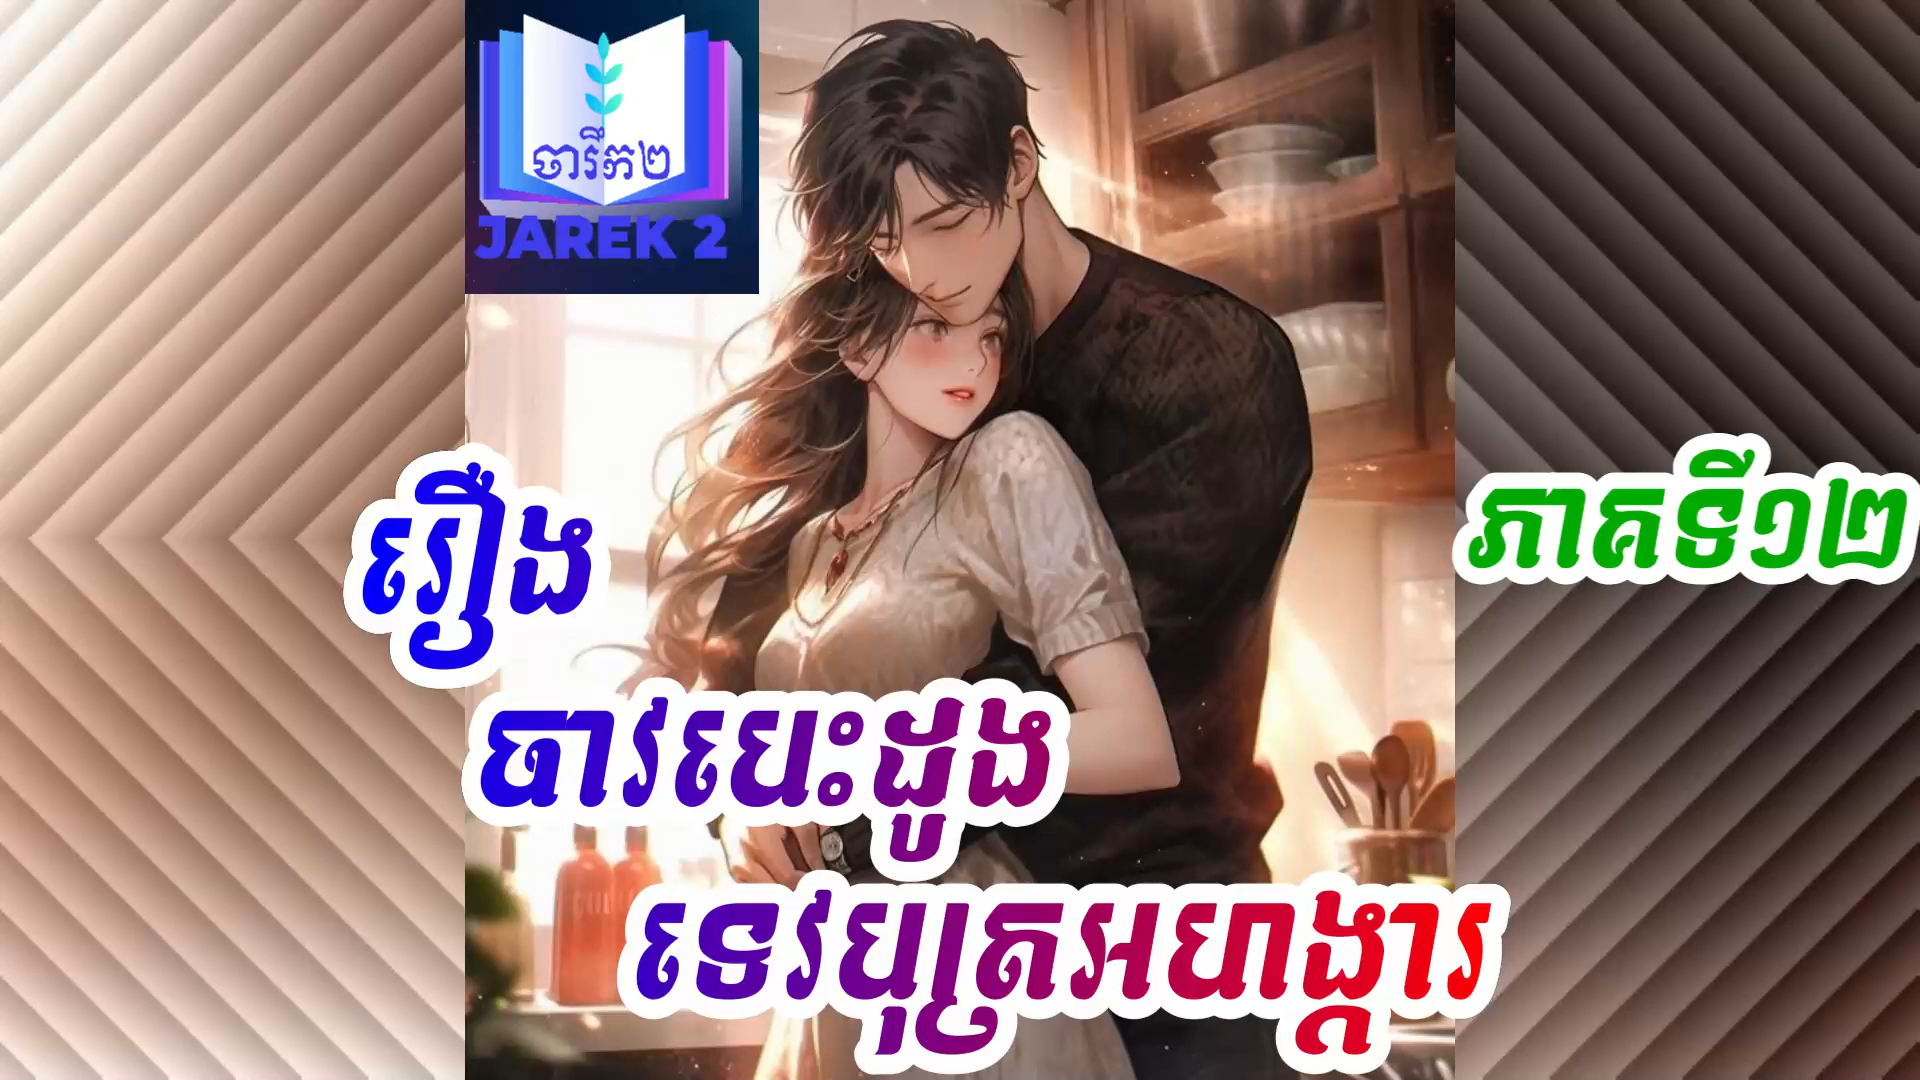 ចារឹក២
JAREK 2
រឿង
ភាគទី១២
ចាវបេះដូង
ទេវបុត្រអហង្ការ